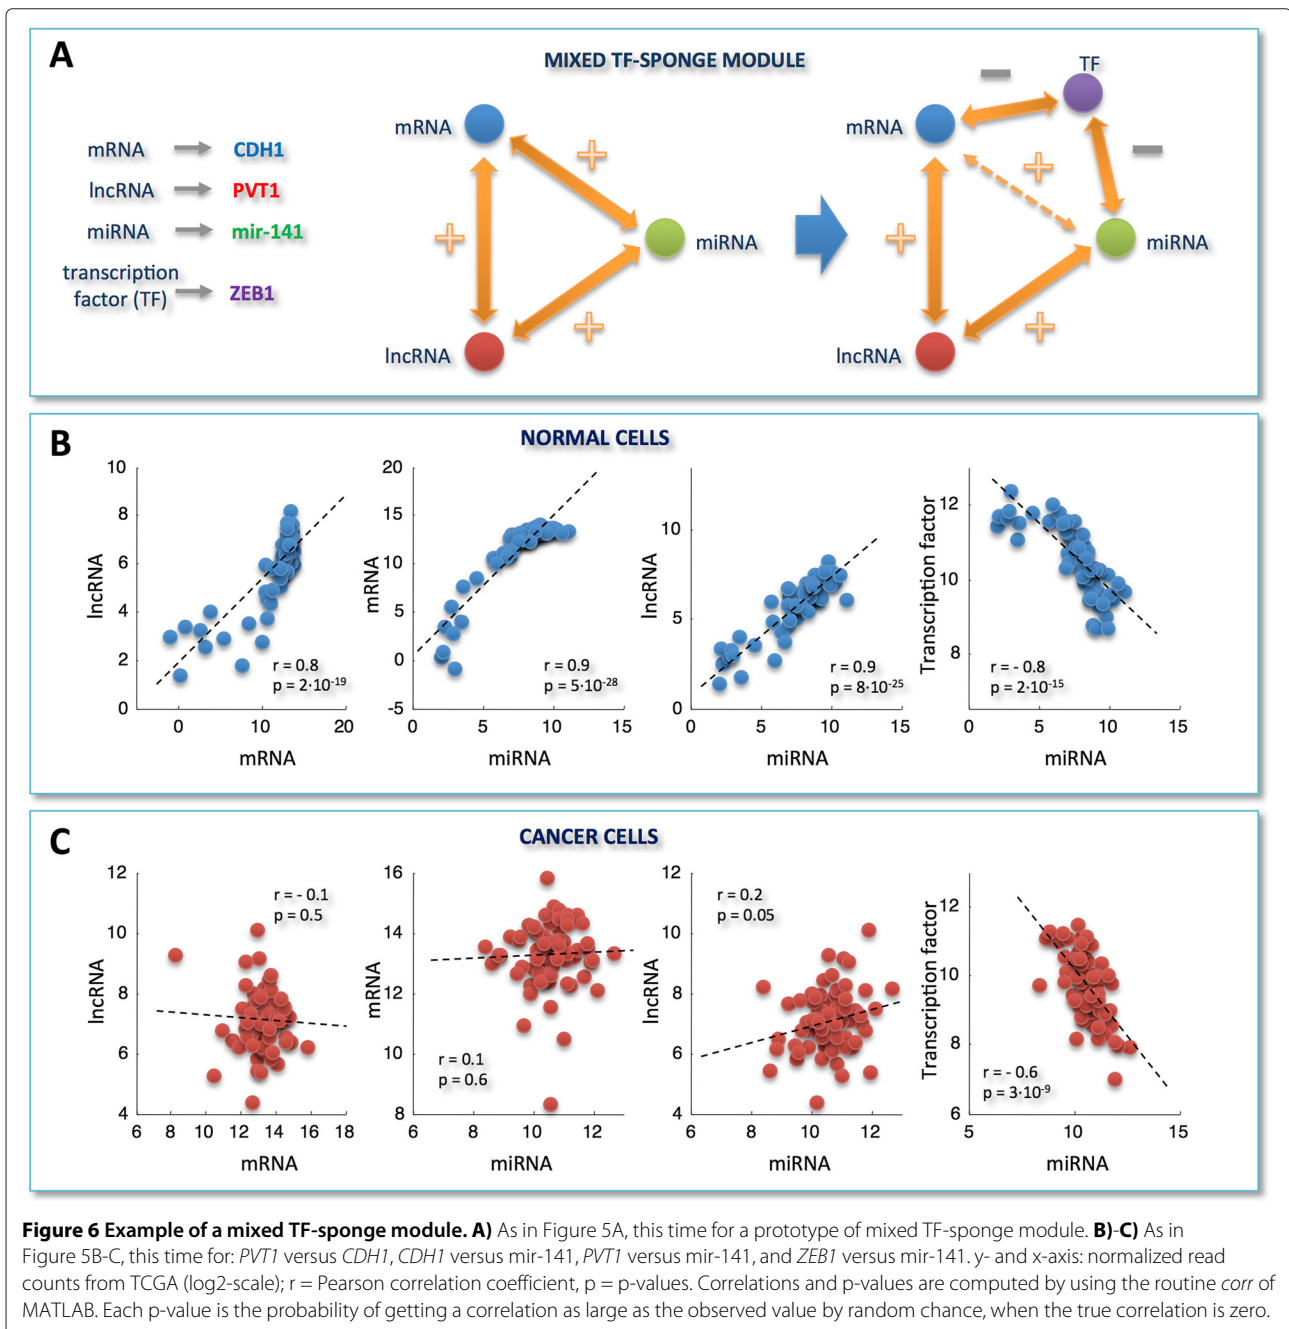 A
MIXED TF-SPONGE MODULE
mRNA
CDH1
lncRNA
PVT1
miRNA
mir-141
transcription
factor (TF)
ZEB1
mRNA
+
+
miRNA
+
lncRNA
TF
−
mRNA
−
+
+
miRNA
+
lncRNA
B
NORMAL CELLS
lncRNA
10
8
6
4
2
0
r = 0.8
p = 2·10⁻¹⁹
0 10 20
mRNA
mRNA
20
15
10
5
0
-5
r = 0.9
p = 5·10⁻²⁸
0 5 10 15
miRNA
lncRNA
10
5
0
r = 0.9
p = 8·10⁻²⁵
0 5 10 15
miRNA
Transcription factor
12
10
8
r = - 0.8
p = 2·10⁻¹⁵
0 5 10 15
miRNA
C
CANCER CELLS
lncRNA
12
10
8
6
4
r = - 0.1
p = 0.5
6 8 10 12 14 16 18
mRNA
mRNA
16
14
12
10
8
r = 0.1
p = 0.6
6 8 10 12
miRNA
lncRNA
12
10
8
6
4
r = 0.2
p = 0.05
6 8 10 12
miRNA
Transcription factor
12
10
8
6
r = - 0.6
p = 3·10⁻⁹
5 10 15
miRNA
Figure 6 Example of a mixed TF-sponge module. A) As in Figure 5A, this time for a prototype of mixed TF-sponge module. B)-C) As in
Figure 5B-C, this time for: PVT1 versus CDH1, CDH1 versus mir-141, PVT1 versus mir-141, and ZEB1 versus mir-141. y- and x-axis: normalized read
counts from TCGA (log2-scale); r = Pearson correlation coefficient, p = p-values. Correlations and p-values are computed by using the routine corr of
MATLAB. Each p-value is the probability of getting a correlation as large as the observed value by random chance, when the true correlation is zero.